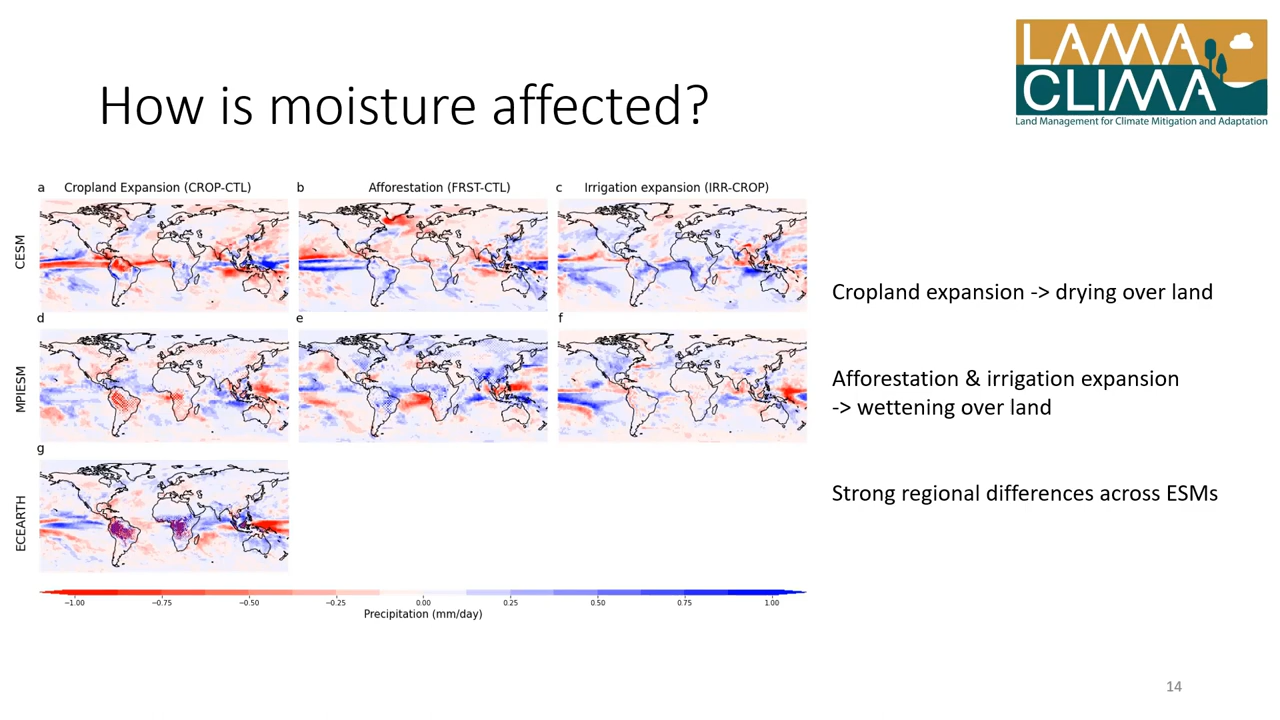 LAMA
CLIMA
Land Management for Climate Mitigation and Adaptation
How is moisture affected?
a Cropland Expansion (CROP-CTL)
b Afforestation (FRST-CTL)
c Irrigation expansion (IRR-CROP)
CESM
d
e
f
MPIESM
g
ECEARTH
−1.00 −0.75 −0.50 −0.25 0.00 0.25 0.50 0.75 1.00
Precipitation (mm/day)
Cropland expansion -> drying over land
Afforestation & irrigation expansion
-> wettening over land
Strong regional differences across ESMs
14